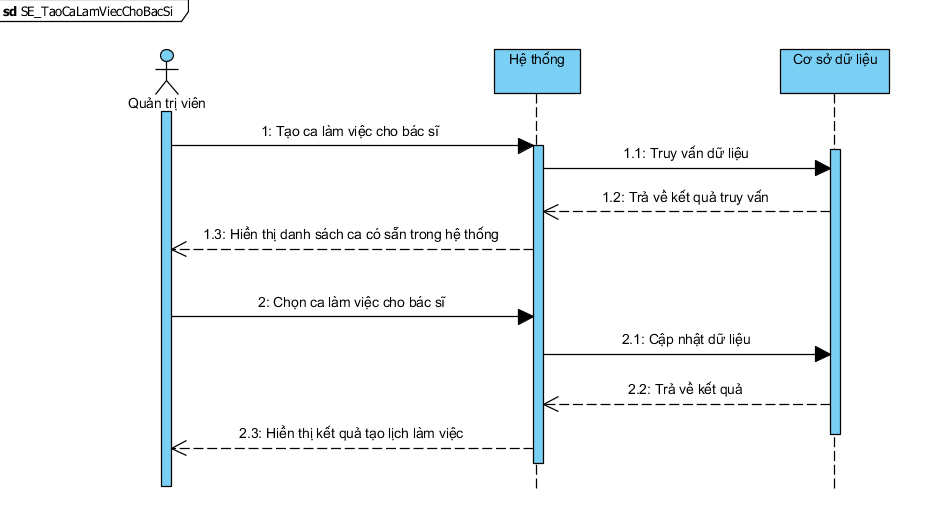 sd SE_TaoCaLamViecChoBacSi
Quản trị viên
Hệ thống
Cơ sở dữ liệu
1: Tạo ca làm việc cho bác sĩ
1.1: Truy vấn dữ liệu
1.2: Trả về kết quả truy vấn
1.3: Hiển thị danh sách ca có sẵn trong hệ thống
2: Chọn ca làm việc cho bác sĩ
2.1: Cập nhật dữ liệu
2.2: Trả về kết quả
2.3: Hiển thị kết quả tạo lịch làm việc